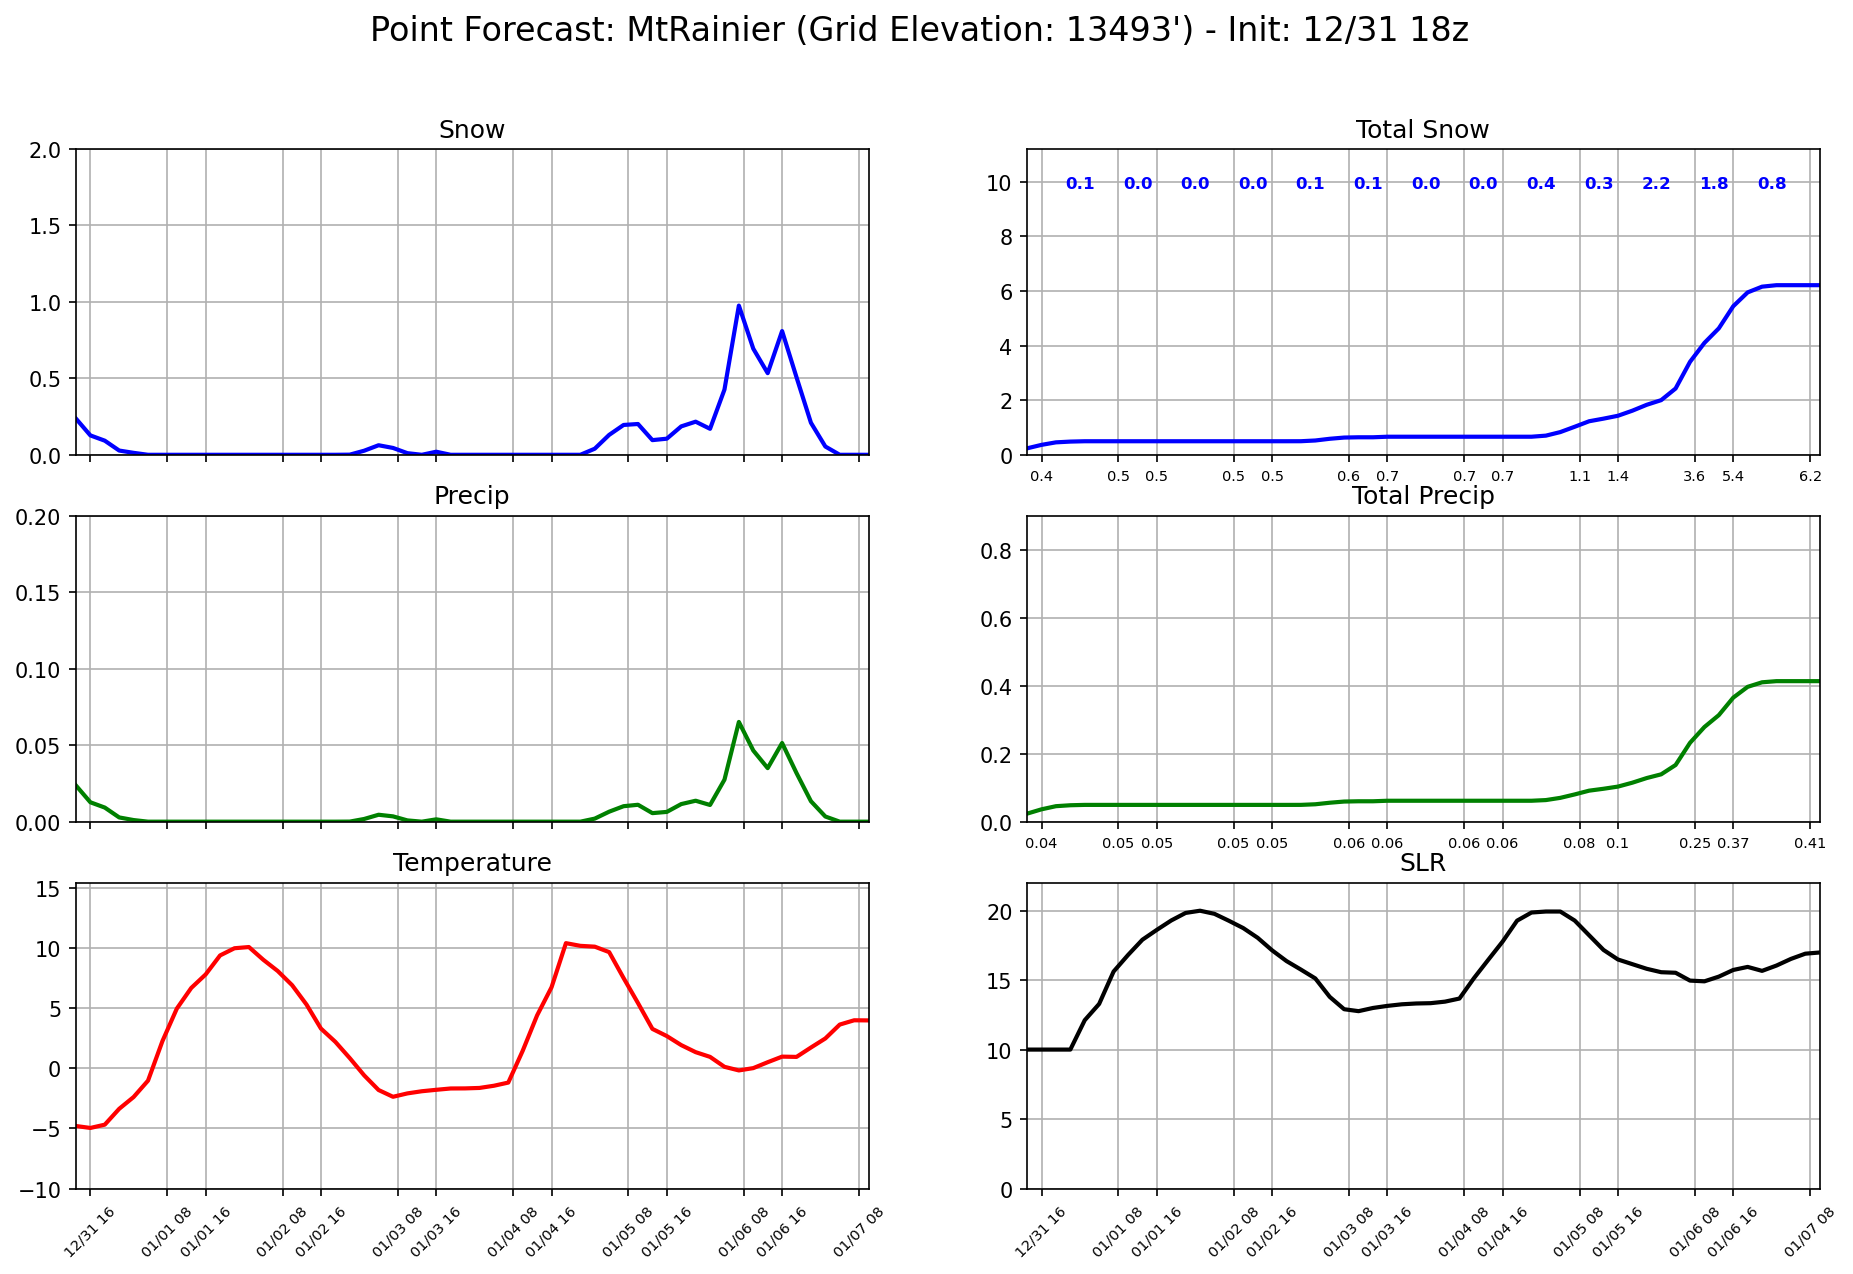 Point Forecast: MtRainier (Grid Elevation: 13493') - Init: 12/31 18z
Snow
2.0
1.5
1.0
0.5
0.0
Total Snow
10
8
6
4
2
0
0.1 0.0 0.0 0.0 0.1 0.1 0.0 0.0 0.4 0.3 2.2 1.8 0.8
0.4 0.5 0.5 0.5 0.5 0.6 0.7 0.7 0.7 1.1 1.4 3.6 5.4 6.2
Precip
0.20
0.15
0.10
0.05
0.00
Total Precip
0.8
0.6
0.4
0.2
0.0
0.04 0.05 0.05 0.05 0.05 0.06 0.06 0.06 0.06 0.08 0.1 0.25 0.37 0.41
Temperature
15
10
5
0
−5
−10
12/31 16 01/01 08 01/01 16 01/02 08 01/02 16 01/03 08 01/03 16 01/04 08 01/04 16 01/05 08 01/05 16 01/06 08 01/06 16 01/07 08
SLR
20
15
10
5
0
12/31 16 01/01 08 01/01 16 01/02 08 01/02 16 01/03 08 01/03 16 01/04 08 01/04 16 01/05 08 01/05 16 01/06 08 01/06 16 01/07 08